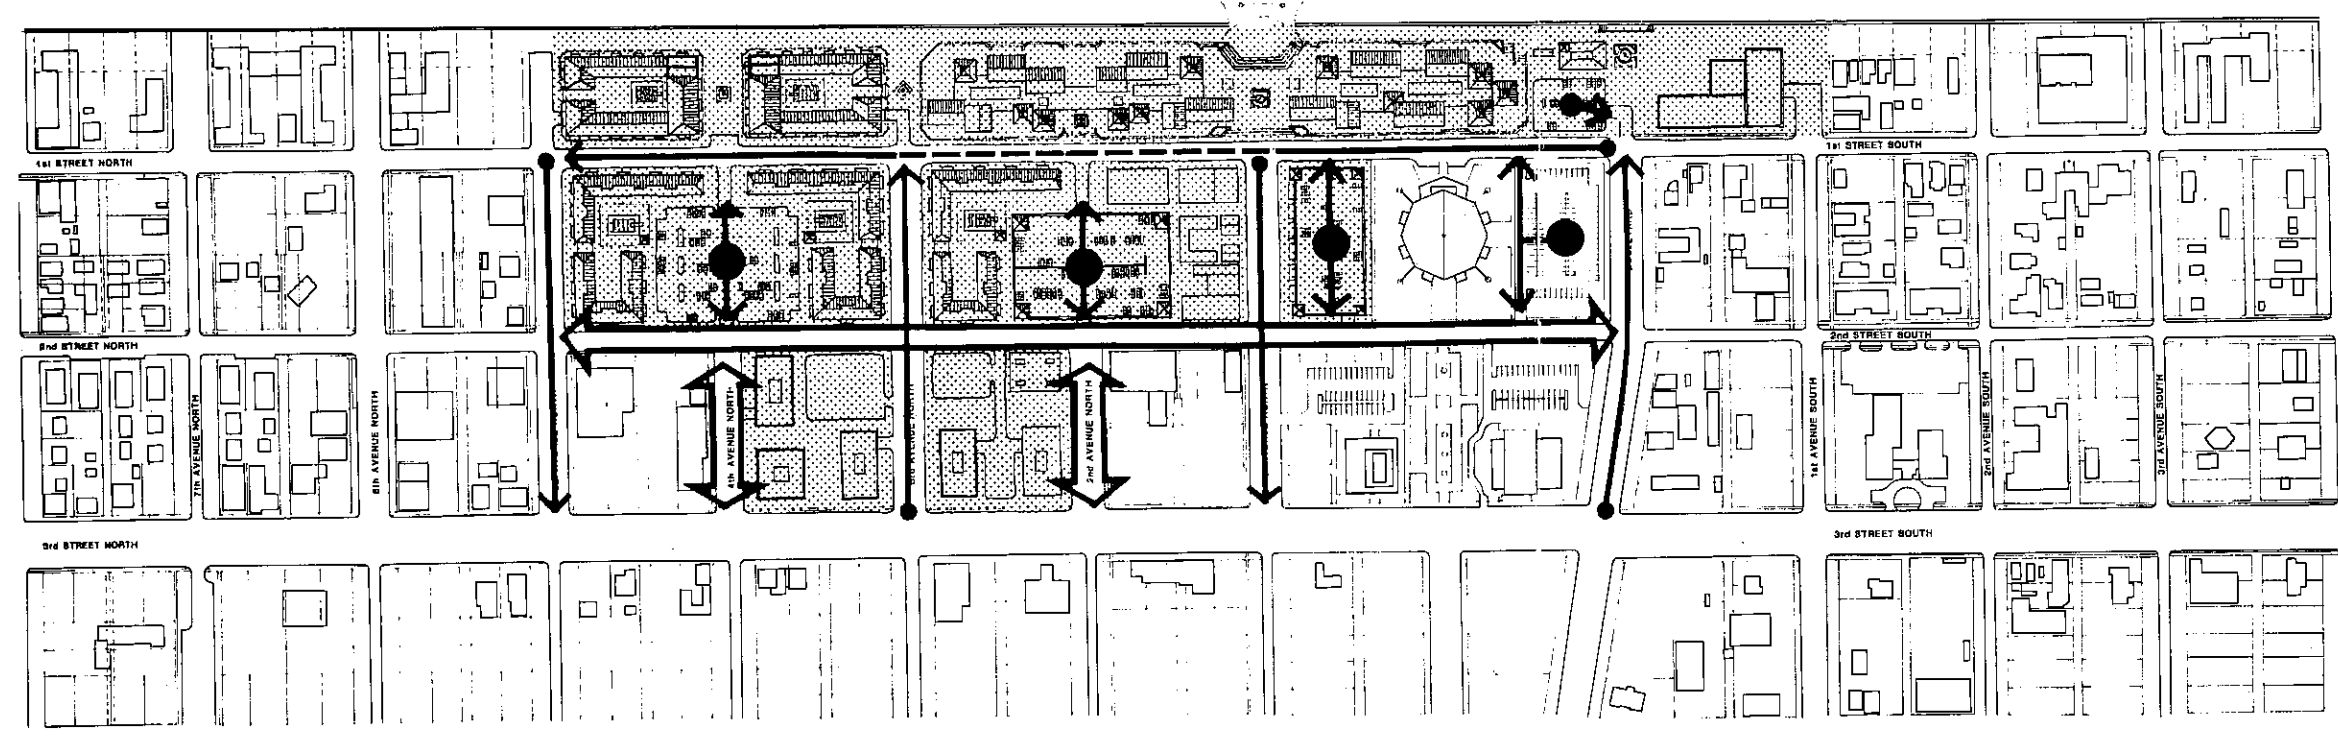 1st STREET NORTH
1st STREET SOUTH
2nd STREET NORTH
2nd STREET SOUTH
7th AVENUE NORTH
6th AVENUE NORTH
4th AVENUE NORTH
AVENUE NORTH
2nd AVENUE NORTH
1st AVENUE SOUTH
2nd AVENUE SOUTH
3rd AVENUE SOUTH
3rd STREET NORTH
3rd STREET SOUTH